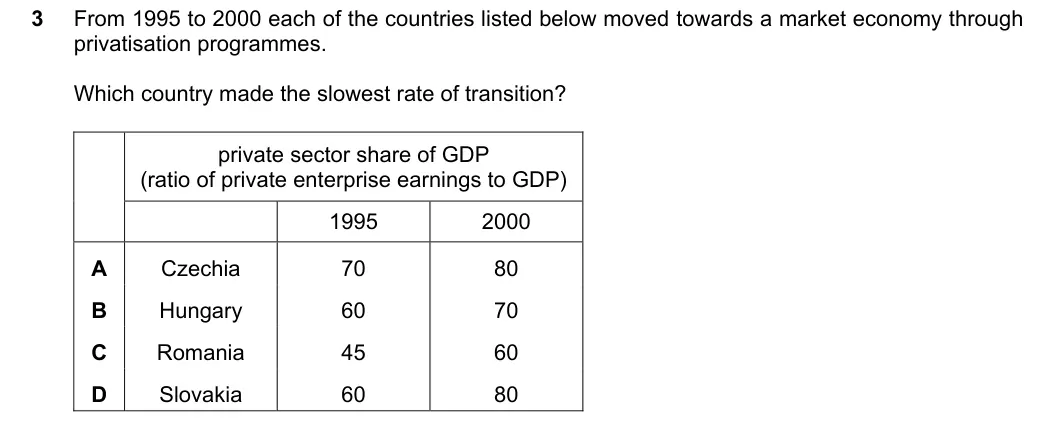 3 From 1995 to 2000 each of the countries listed below moved towards a market economy through
privatisation programmes.
Which country made the slowest rate of transition?
private sector share of GDP
(ratio of private enterprise earnings to GDP)
1995 2000
A Czechia 70 80
B Hungary 60 70
C Romania 45 60
D Slovakia 60 80